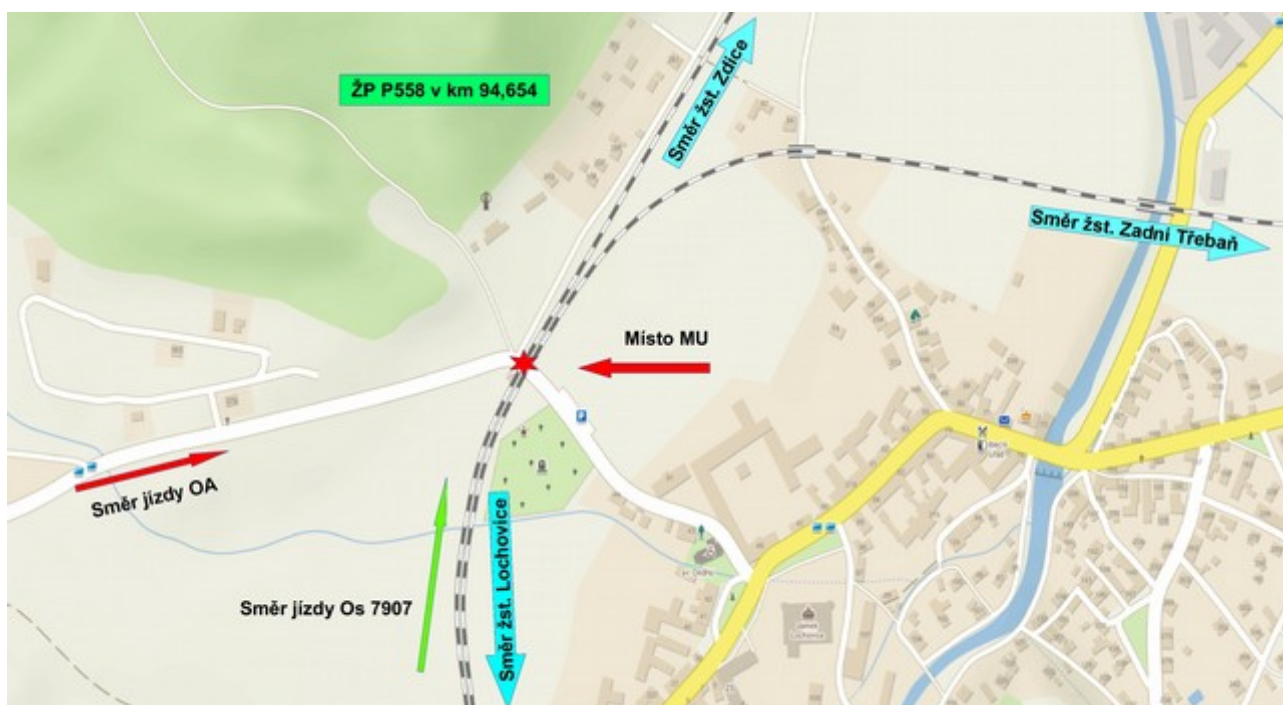 ŽP P558 v km 94,654
Směr žst. Zdice
Směr žst. Zadní Třebaň
Místo MU
Směr jízdy OA
Směr jízdy Os 7907
Směr žst. Lochovice
P